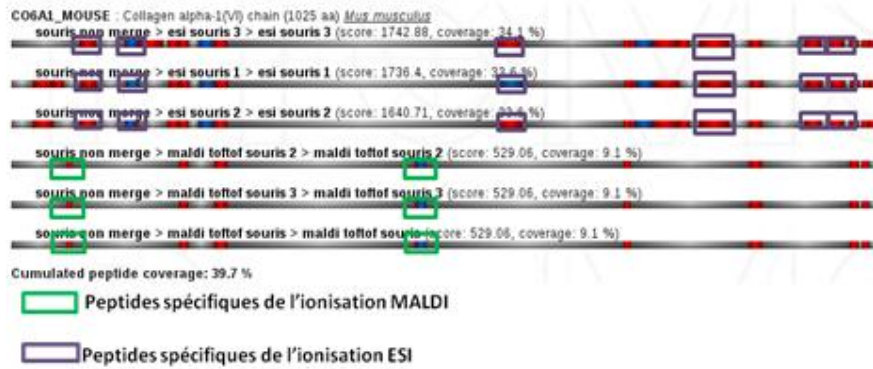 CO6A1_MOUSE : Collagen alpha-1(VI) chain (1025 aa) Mus musculus
souris non merge > esi souris 3 > esi souris 3 (score: 1742.88, coverage: 34.1 %)
souris non merge > esi souris 1 > esi souris 1 (score: 1736.4, coverage: 33.6 %)
souris non merge > esi souris 2 > esi souris 2 (score: 1640.71, coverage: 33.6 %)
souris non merge > maldi toftof souris 2 > maldi toftof souris 2 (score: 529.06, coverage: 9.1 %)
souris non merge > maldi toftof souris 3 > maldi toftof souris 3 (score: 529.06, coverage: 9.1 %)
souris non merge > maldi toftof souris > maldi toftof souris (score: 529.06, coverage: 9.1 %)
Cumulated peptide coverage: 39.7 %
Peptides spécifiques de l'ionisation MALDI
Peptides spécifiques de l'ionisation ESI